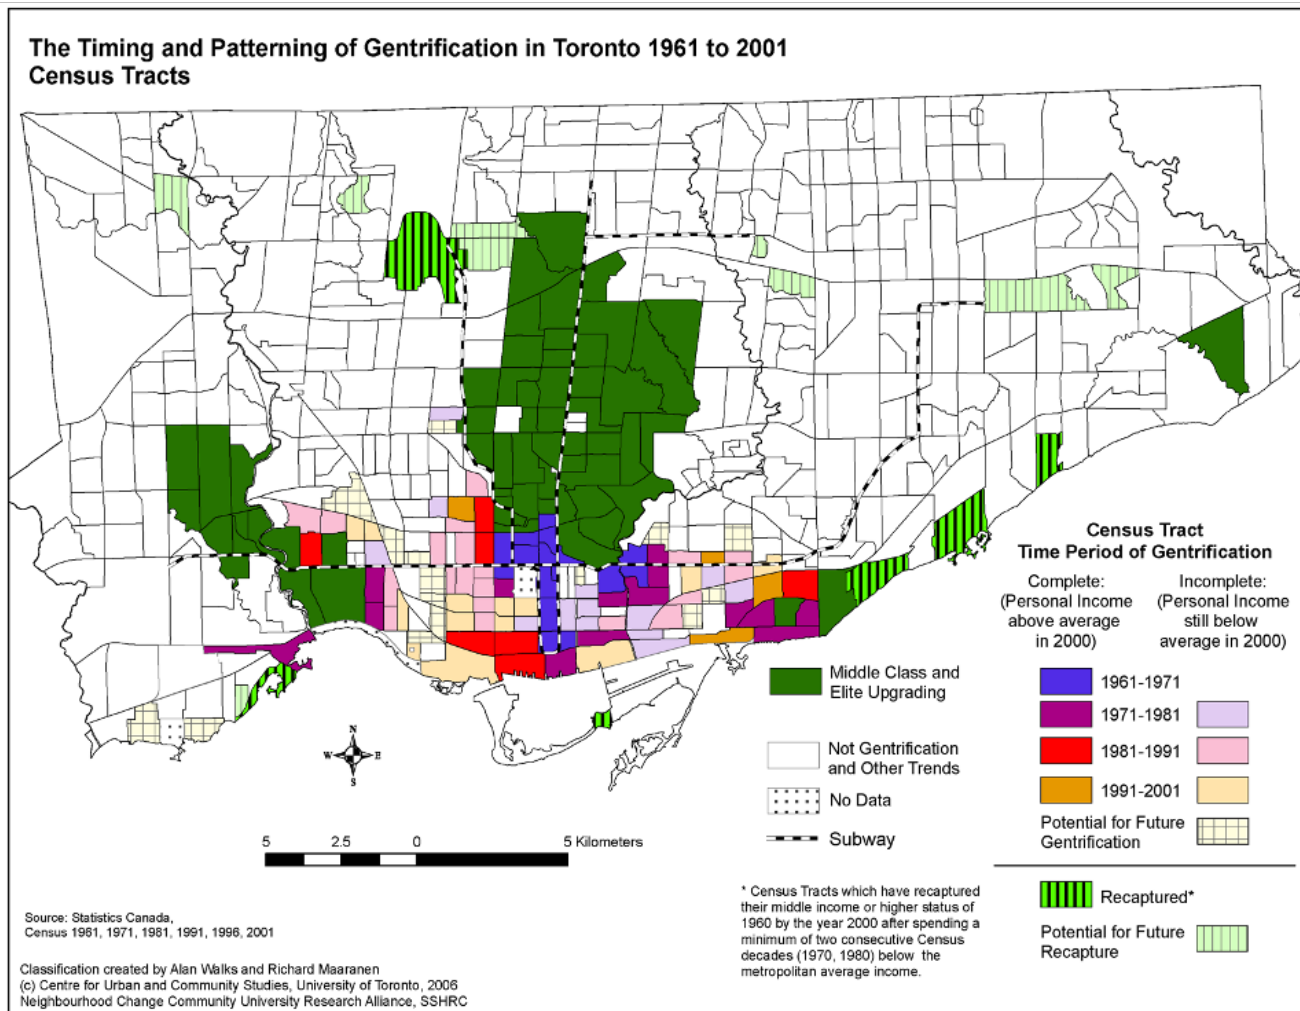 The Timing and Patterning of Gentrification in Toronto 1961 to 2001
Census Tracts
Census Tract
Time Period of Gentrification
Complete:
(Personal Income
above average
in 2000)
Incomplete:
(Personal Income
still below
average in 2000)
1961-1971
1971-1981
1981-1991
1991-2001
Potential for Future
Gentrification
Recaptured*
Potential for Future
Recapture
Middle Class and
Elite Upgrading
Not Gentrification
and Other Trends
No Data
Subway
N
W E
S
5 2.5 0 5 Kilometers
* Census Tracts which have recaptured
their middle income or higher status of
1960 by the year 2000 after spending a
minimum of two consecutive Census
decades (1970, 1980) below the
metropolitan average income.
Source: Statistics Canada,
Census 1961, 1971, 1981, 1991, 1996, 2001
Classification created by Alan Walks and Richard Maaranen
(c) Centre for Urban and Community Studies, University of Toronto, 2006
Neighbourhood Change Community University Research Alliance, SSHRC